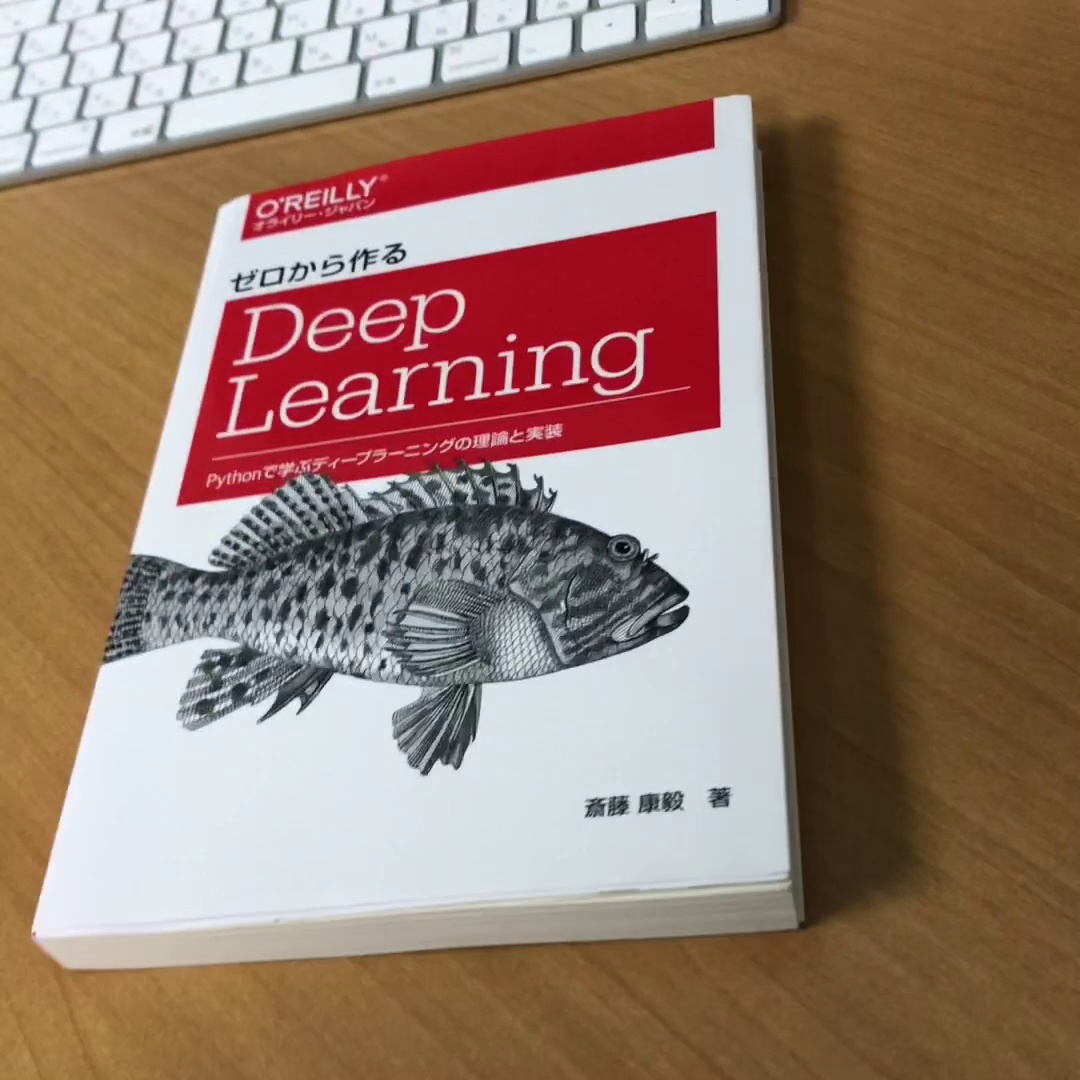 O'REILLY®
オライリー・ジャパン
ゼロから作る
Deep
Learning
Pythonで学ぶディープラーニングの理論と実装
斎藤 康毅 著